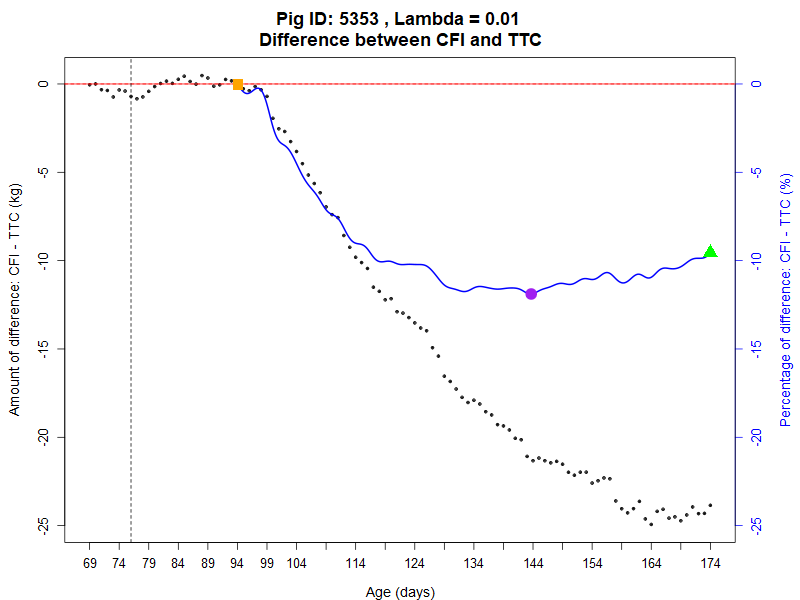 Pig ID: 5353 , Lambda = 0.01
Difference between CFI and TTC
Amount of difference: CFI - TTC (kg)
0
-5
-10
-15
-20
-25
0
-5
-10
-15
-20
-25
Percentage of difference: CFI - TTC (%)
69 74 79 84 89 94 99 104 114 124 134 144 154 164 174
Age (days)